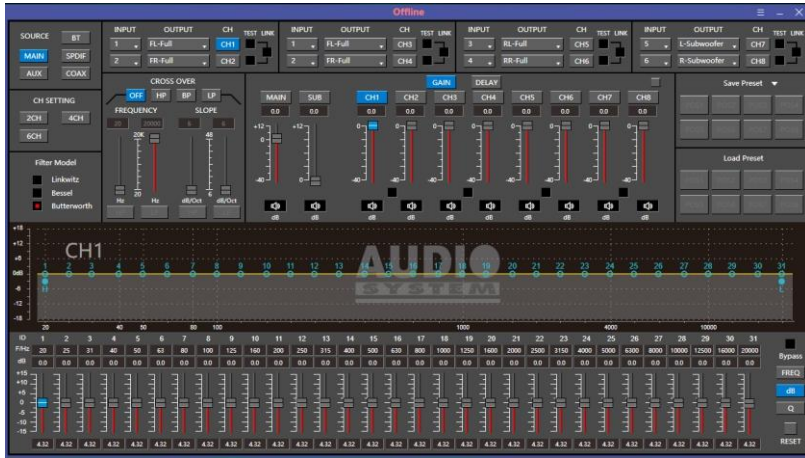 Offline
SOURCE BT
MAIN SPDIF
AUX COAX
CH SETTING
2CH 4CH
6CH
Filter Model
Linkwitz
Bessel
Butterworth
INPUT OUTPUT CH TEST LINK
1 FL-Full CH1
2 FR-Full CH2
INPUT OUTPUT CH TEST LINK
1 FL-Full CH3
2 FR-Full CH4
INPUT OUTPUT CH TEST LINK
3 RL-Full CH5
4 RR-Full CH6
INPUT OUTPUT CH TEST LINK
5 L-Subwoofer CH7
6 R-Subwoofer CH8
CROSS OVER
OFF HP BP LP
FREQUENCY SLOPE
20 20000 6 6
20K 48
20 6
Hz Hz dB/Oct dB/Oct
GAIN DELAY
MAIN SUB CH1 CH2 CH3 CH4 CH5 CH6 CH7 CH8
0.0 0.0 0.0 0.0 0.0 0.0 0.0 0.0 0.0 0.0
+12 +12 0 0 0 0 0 0 0 0
0
-40 0 -40 -40 -40 -40 -40 -40 -40 -40
dB dB dB dB dB dB dB dB dB dB
Save Preset
Load Preset
CH1
AUDIO
SYSTEM
+18
+12
+6
0dB
-6
-12
-18
1 2 3 4 5 6 7 8 9 10 11 12 13 14 15 16 17 18 19 20 21 22 23 24 25 26 27 28 29 30 31
H L
20 40 50 80 100 1000 4000 10000
ID 1 2 3 4 5 6 7 8 9 10 11 12 13 14 15 16 17 18 19 20 21 22 23 24 25 26 27 28 29 30 31
F/Hz 20 25 31 40 50 63 80 100 125 160 200 250 315 400 500 630 800 1000 1250 1600 2000 2500 3150 4000 5000 6300 8000 10000 12500 16000 20000
dB 0.0 0.0 0.0 0.0 0.0 0.0 0.0 0.0 0.0 0.0 0.0 0.0 0.0 0.0 0.0 0.0 0.0 0.0 0.0 0.0 0.0 0.0 0.0 0.0 0.0 0.0 0.0 0.0 0.0 0.0 0.0
+15
+10
+5
0
-5
-10
-15
4.32 4.32 4.32 4.32 4.32 4.32 4.32 4.32 4.32 4.32 4.32 4.32 4.32 4.32 4.32 4.32 4.32 4.32 4.32 4.32 4.32 4.32 4.32 4.32 4.32 4.32 4.32 4.32 4.32 4.32 4.32
Bypass
FREQ
dB
Q
RESET